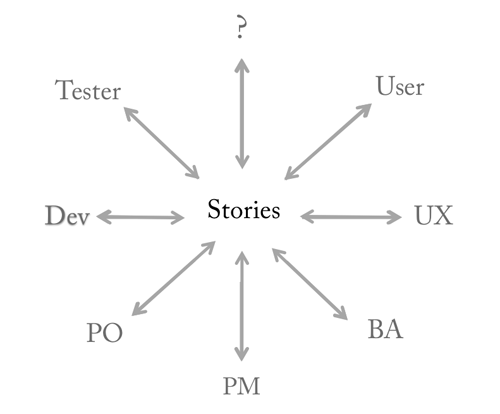 ?
Tester
User
Dev
Stories
UX
PO
BA
PM